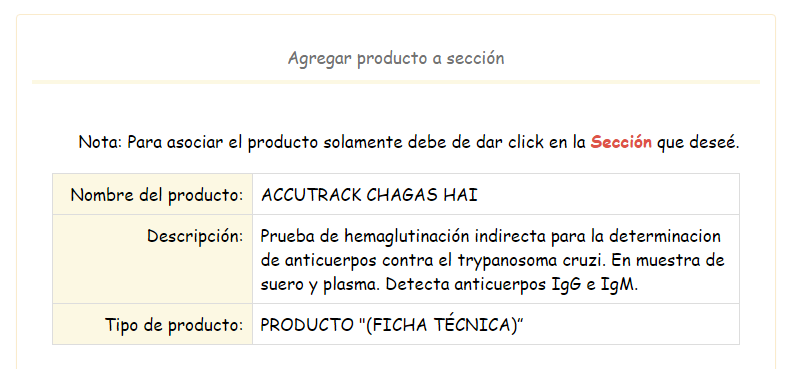 Agregar producto a sección
Nota: Para asociar el producto solamente debe de dar click en la Sección que deseé.
Nombre del producto: ACCUTRACK CHAGAS HAI
Descripción: Prueba de hemaglutinación indirecta para la determinacion
de anticuerpos contra el trypanosoma cruzi. En muestra de
suero y plasma. Detecta anticuerpos IgG e IgM.
Tipo de producto: PRODUCTO "(FICHA TÉCNICA)”